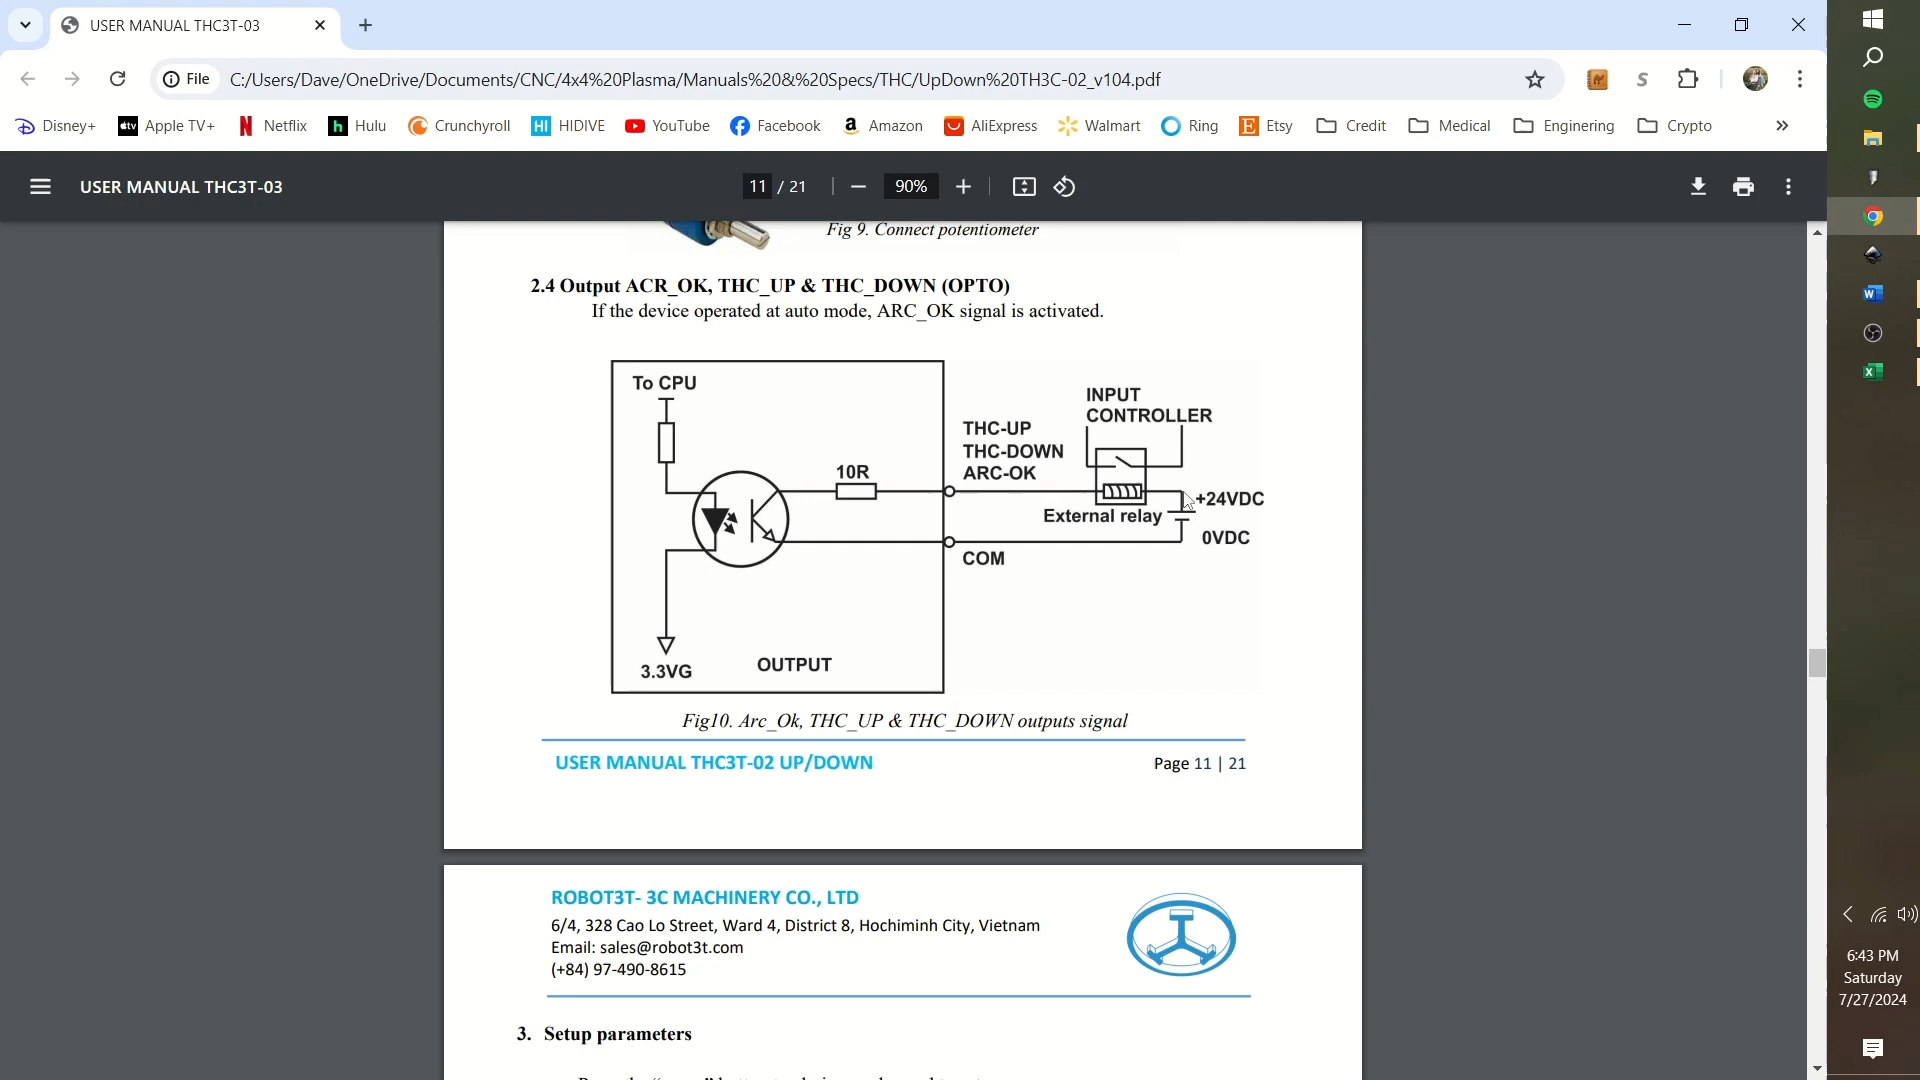 USER MANUAL THC3T-03
File
C:/Users/Dave/OneDrive/Documents/CNC/4x4%20Plasma/Manuals%20&%20Specs/THC/UpDown%20TH3C-02_v104.pdf
Disney+
Apple TV+
Netflix
Hulu
Crunchyroll
HIDIVE
YouTube
Facebook
Amazon
AliExpress
Walmart
Ring
Etsy
Credit
Medical
Enginering
Crypto
USER MANUAL THC3T-03
11 / 21
90%
Fig 9. Connect potentiometer
2.4 Output ACR_OK, THC_UP & THC_DOWN (OPTO)
If the device operated at auto mode, ARC_OK signal is activated.
To CPU
INPUT
CONTROLLER
THC-UP
THC-DOWN
ARC-OK
10R
+24VDC
External relay
0VDC
COM
OUTPUT
3.3VG
Fig10. Arc_Ok, THC_UP & THC_DOWN outputs signal
USER MANUAL THC3T-02 UP/DOWN
Page 11 | 21
ROBOT3T- 3C MACHINERY CO., LTD
6/4, 328 Cao Lo Street, Ward 4, District 8, Hochiminh City, Vietnam
Email: sales@robot3t.com
(+84) 97-490-8615
3. Setup parameters
6:43 PM
Saturday
7/27/2024